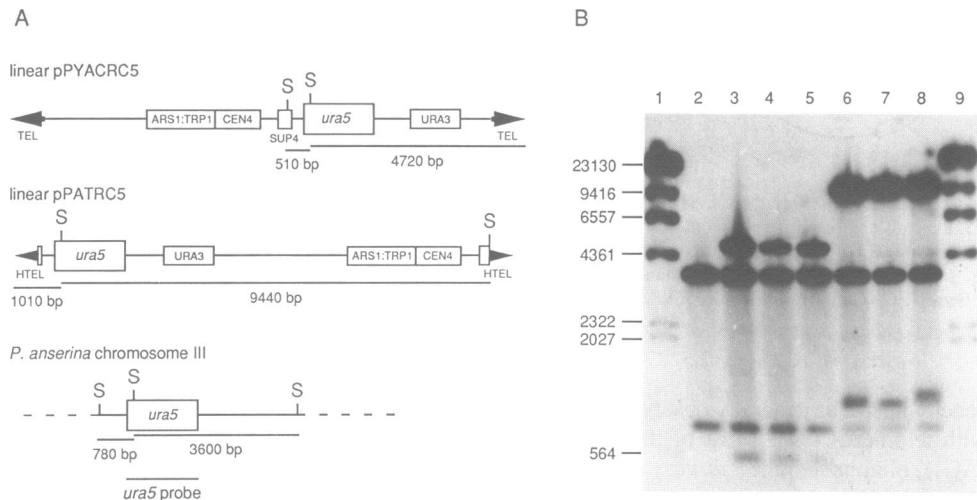 A
linear pPYACRC5
S
S
ARS1:TRP1
CEN4
ura5
URA3
TEL
SUP4
TEL
510 bp
4720 bp
linear pPATRC5
S
S
ura5
URA3
ARS1:TRP1
CEN4
HTEL
HTEL
1010 bp
9440 bp
P. anserina chromosome III
S
S
S
ura5
780 bp
3600 bp
ura5 probe
B
1 2 3 4 5 6 7 8 9
23130
9416
6557
4361
2322
2027
564